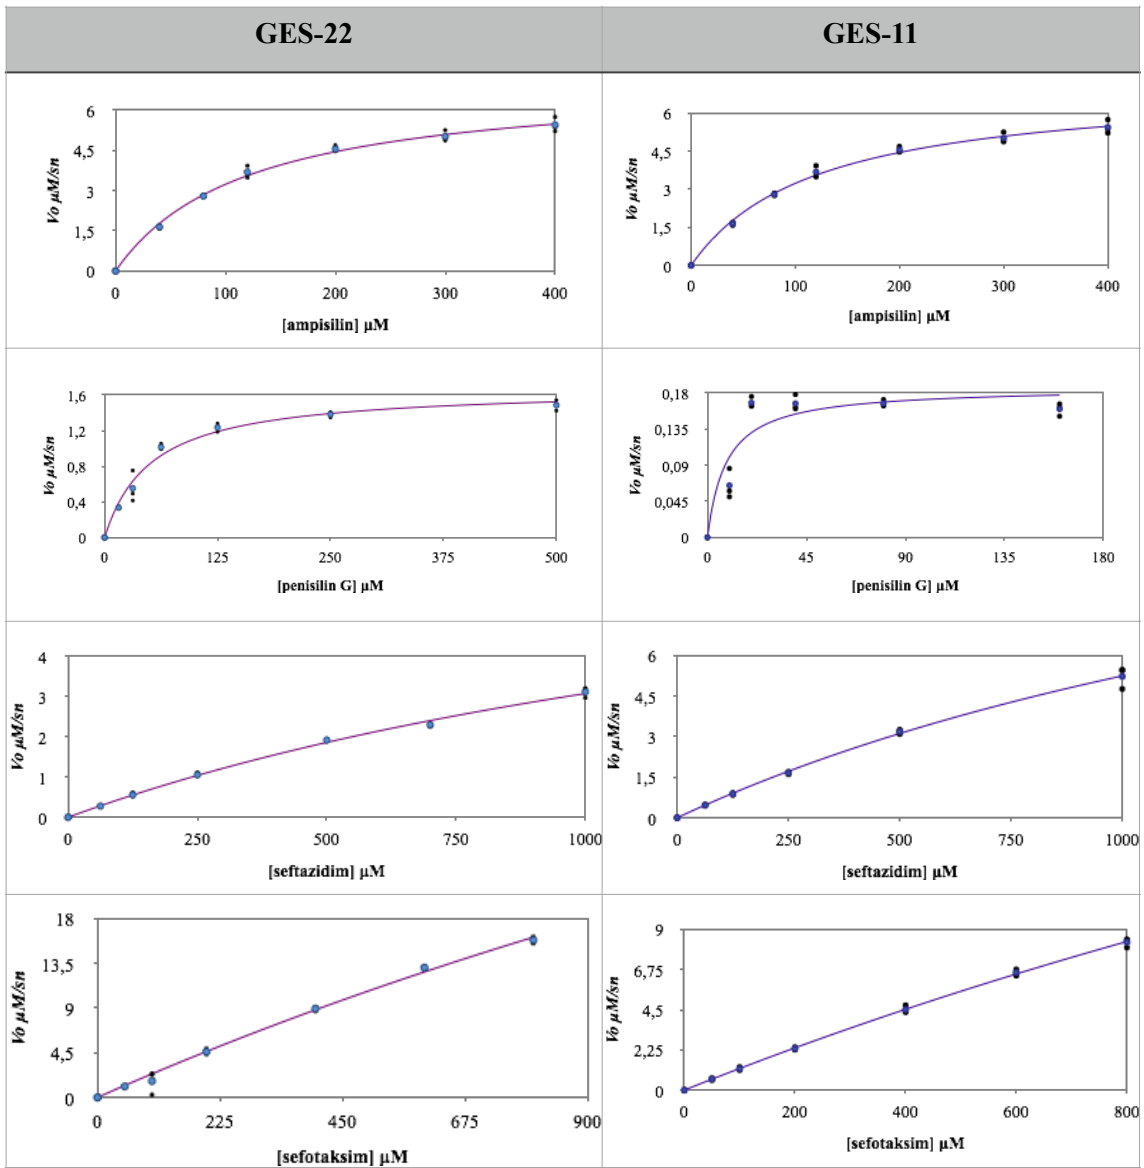 GES-22 GES-11
6
4,5
3
1,5
0
Vo µM/sn
0 100 200 300 400
[ampisilin] µM
6
4,5
3
1,5
0
Vo µM/sn
0 100 200 300 400
[ampisilin] µM
1,6
1,2
0,8
0,4
0
Vo µM/sn
0 125 250 375 500
[penisilin G] µM
0,18
0,135
0,09
0,045
0
Vo µM/sn
0 45 90 135 180
[penisilin G] µM
4
3
2
1
0
Vo µM/sn
0 250 500 750 1000
[seftazidim] µM
6
4,5
3
1,5
0
Vo µM/sn
0 250 500 750 1000
[seftazidim] µM
18
13,5
9
4,5
0
Vo µM/sn
0 225 450 675 900
[sefotaksim] µM
9
6,75
4,5
2,25
0
Vo µM/sn
0 200 400 600 800
[sefotaksim] µM